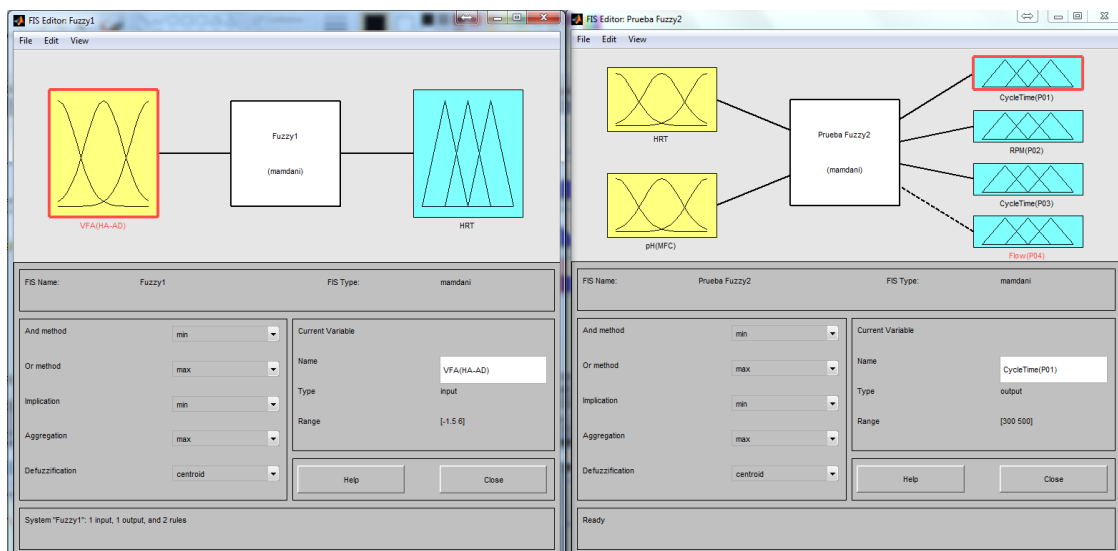 FIS Editor: Fuzzy1
File Edit View
Fuzzy1
(mamdani)
VFA(HA-AD)
HRT
FIS Name: Fuzzy1 FIS Type: mamdani
And method min
Or method max
Implication min
Aggregation max
Defuzzification centroid
Current Variable
Name VFA(HA-AD)
Type input
Range [-1.5 6]
Help Close
System "Fuzzy1": 1 input, 1 output, and 2 rules
FIS Editor: Prueba Fuzzy2
File Edit View
HRT
pH(MFC)
Prueba Fuzzy2
(mamdani)
CycleTime(P01)
RPM(P02)
CycleTime(P03)
Flow(P04)
FIS Name: Prueba Fuzzy2 FIS Type: mamdani
And method min
Or method max
Implication min
Aggregation max
Defuzzification centroid
Current Variable
Name CycleTime(P01)
Type output
Range [300 500]
Help Close
Ready